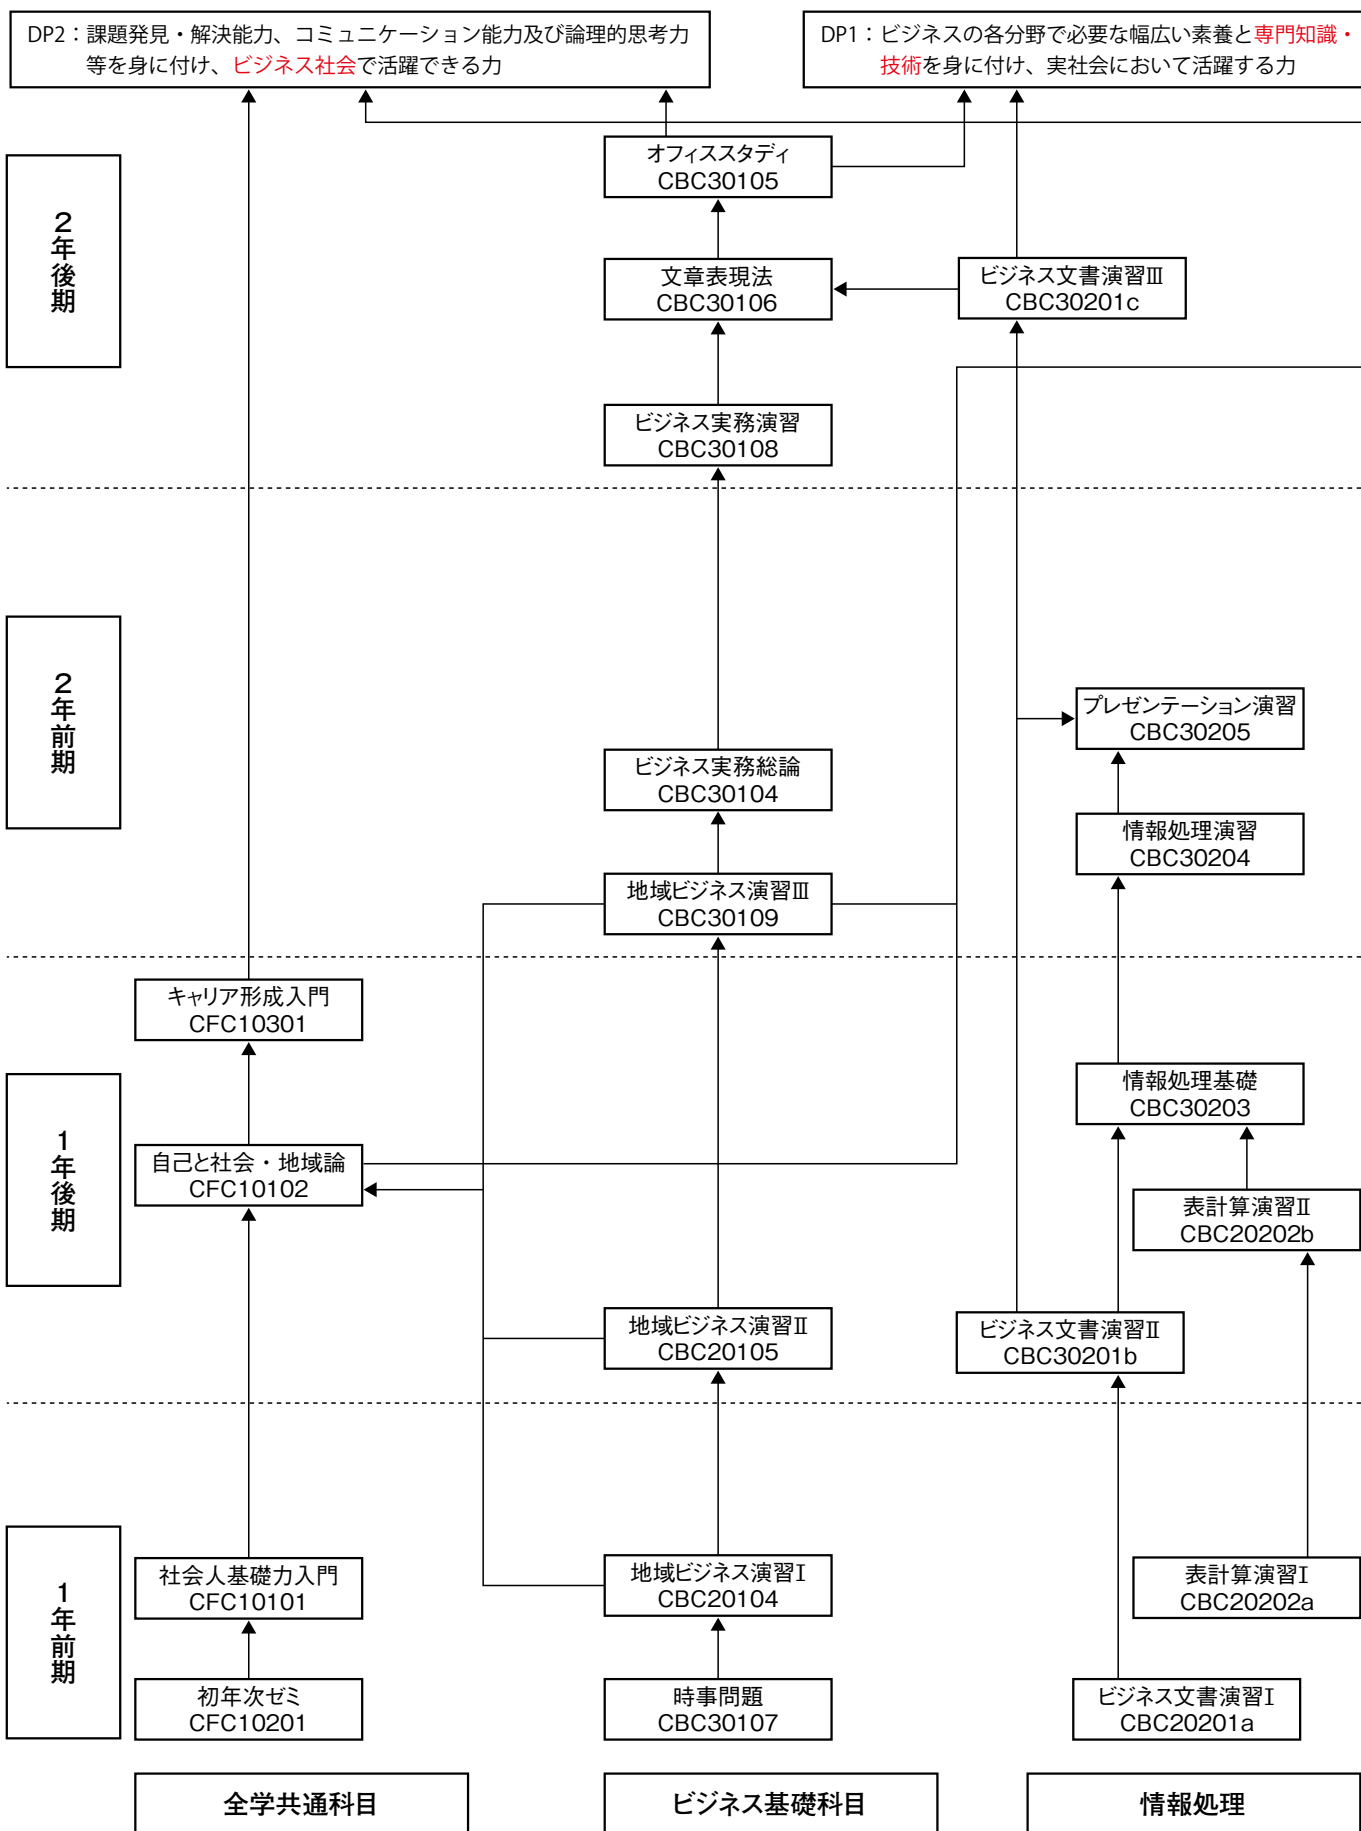 DP2：課題発見・解決能力、コミュニケーション能力及び論理的思考力
等を身に付け、ビジネス社会で活躍できる力
DP1：ビジネスの各分野で必要な幅広い素養と専門知識・
技術を身に付け、実社会において活躍する力
2年後期
オフィススタディ
CBC30105
文章表現法
CBC30106
ビジネス文書演習Ⅲ
CBC30201c
ビジネス実務演習
CBC30108
2年前期
プレゼンテーション演習
CBC30205
ビジネス実務総論
CBC30104
情報処理演習
CBC30204
地域ビジネス演習Ⅲ
CBC30109
1年後期
キャリア形成入門
CFC10301
情報処理基礎
CBC30203
自己と社会・地域論
CFC10102
表計算演習Ⅱ
CBC20202b
地域ビジネス演習Ⅱ
CBC20105
ビジネス文書演習Ⅱ
CBC30201b
1年前期
社会人基礎力入門
CFC10101
地域ビジネス演習Ⅰ
CBC20104
表計算演習Ⅰ
CBC20202a
初年次ゼミ
CFC10201
時事問題
CBC30107
ビジネス文書演習Ⅰ
CBC20201a
全学共通科目
ビジネス基礎科目
情報処理